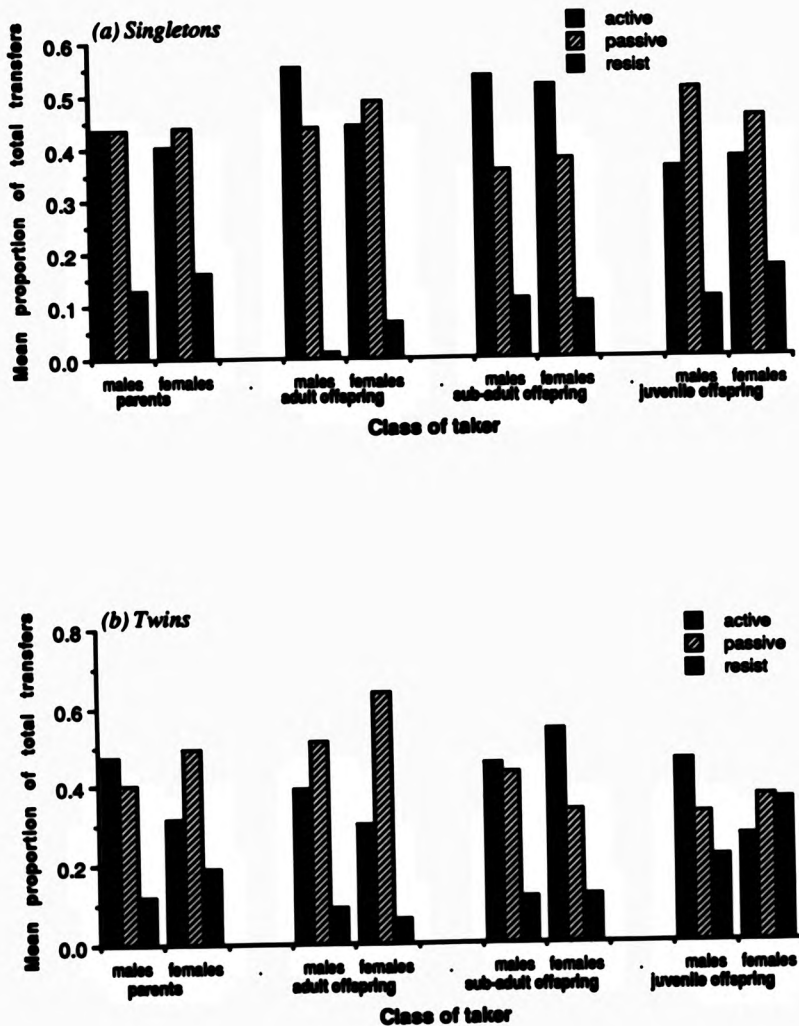 (a) Singletons
active
passive
resist
Mean proportion of total transfers
0.6
0.5
0.4
0.3
0.2
0.1
0.0
males females males females males females males females
parents adult offspring sub-adult offspring juvenile offspring
Class of taker
(b) Twins
active
passive
resist
Mean proportion of total transfers
0.8
0.6
0.4
0.2
0.0
males females males females males females males females
parents adult offspring sub-adult offspring juvenile offspring
Class of taker